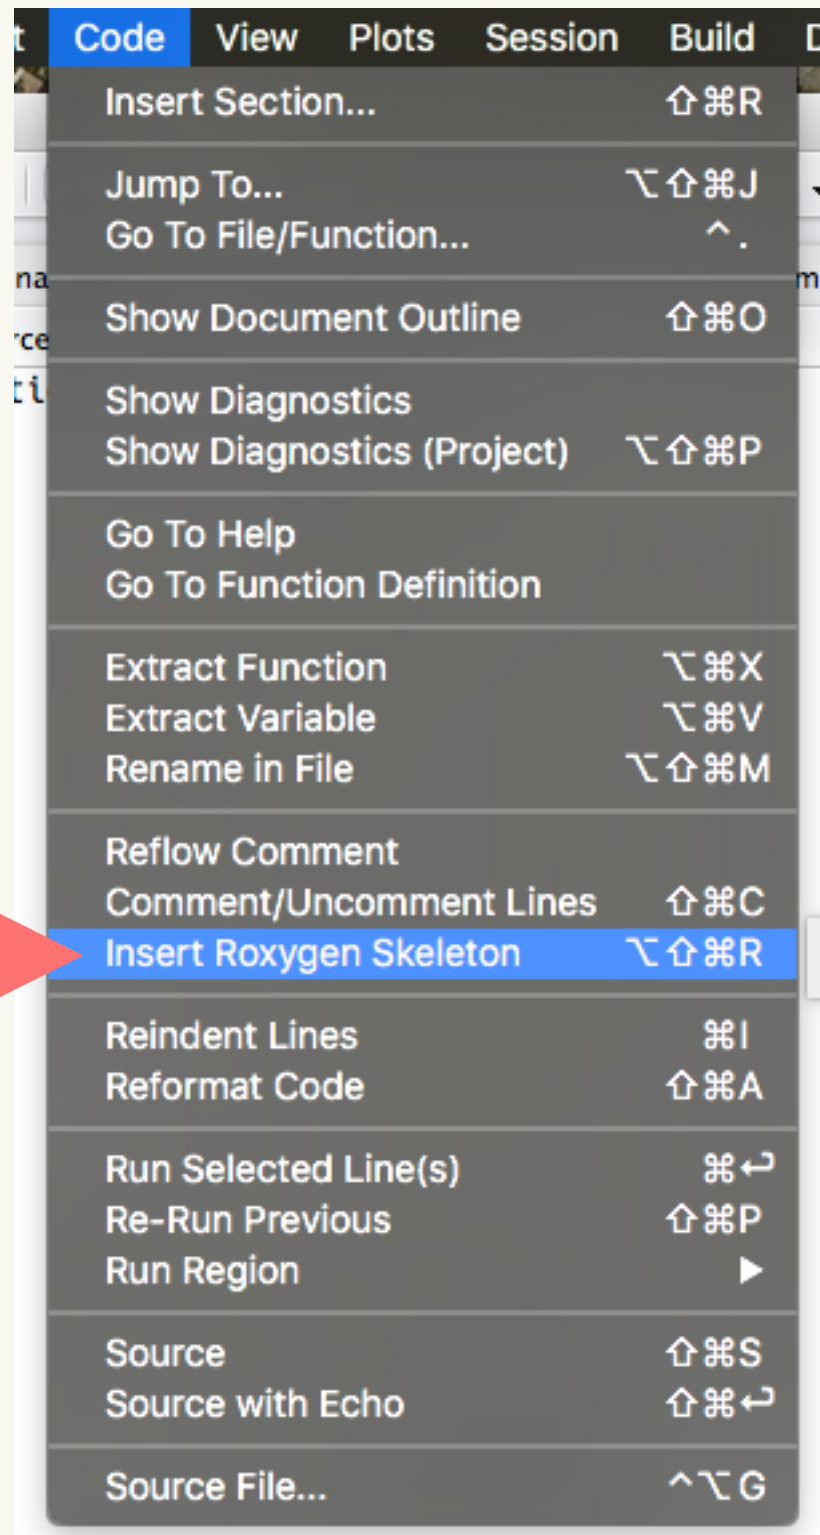 t Code View Plots Session Build D
Insert Section... ⇧⌘R
Jump To... ⌥⇧⌘J
Go To File/Function... ^.
na m
Show Document Outline ⇧⌘O
rce
ti
Show Diagnostics
Show Diagnostics (Project) ⌥⇧⌘P
Go To Help
Go To Function Definition
Extract Function ⌥⌘X
Extract Variable ⌥⌘V
Rename in File ⌥⇧⌘M
Reflow Comment
Comment/Uncomment Lines ⇧⌘C
Insert Roxygen Skeleton ⌥⇧⌘R
Reindent Lines ⌘I
Reformat Code ⇧⌘A
Run Selected Line(s) ⌘↩
Re-Run Previous ⇧⌘P
Run Region ▶
Source ⇧⌘S
Source with Echo ⇧⌘↩
Source File... ^⌥G